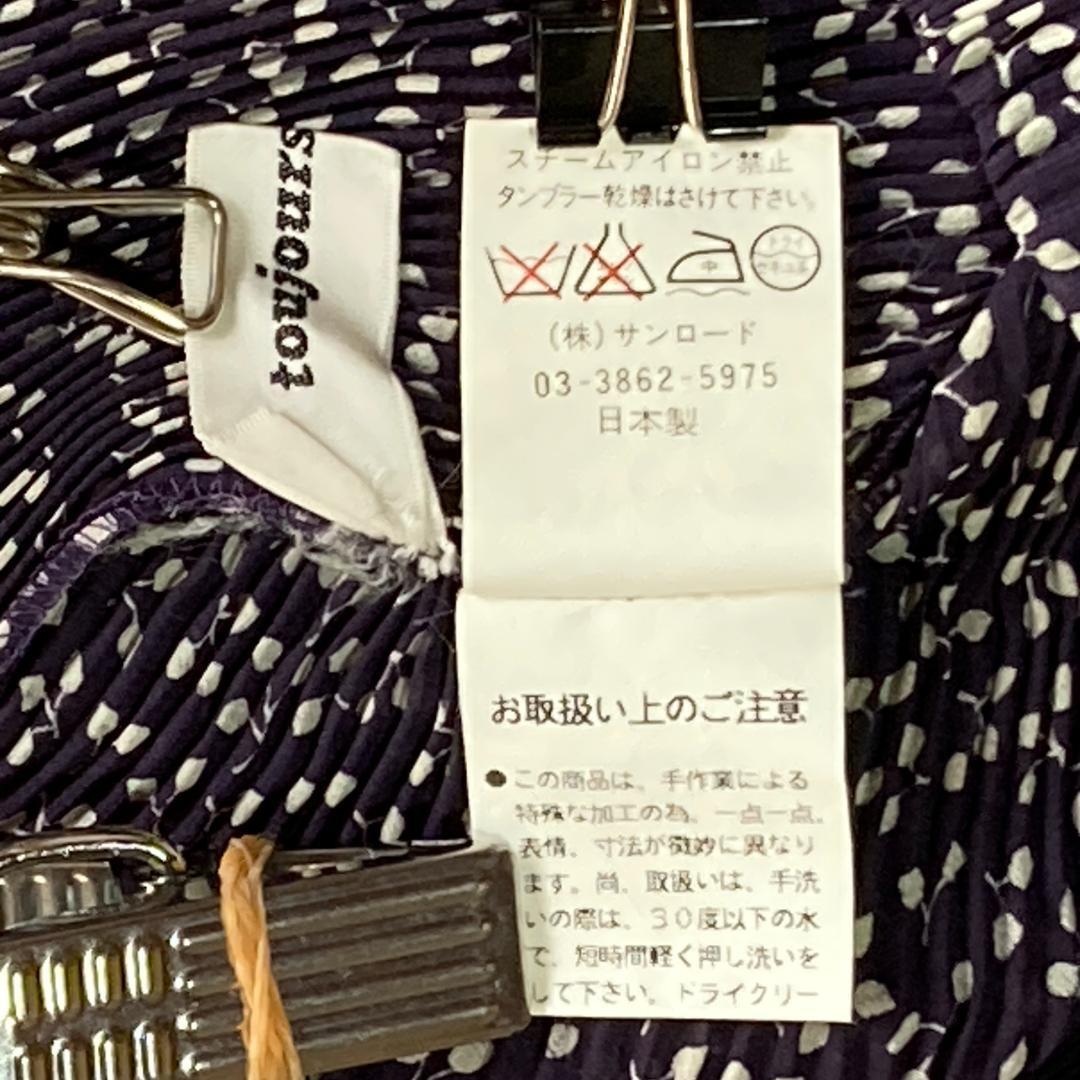 toujours
スチームアイロン禁止
タンブラー乾燥はさけて下さい。
中
ドライ
セキユ系
(株)サンロード
03-3862-5975
日本製
お取扱い上のご注意
●この商品は、手作業による
特殊な加工の為、一点一点、
表情、寸法が微妙に異なり
ます。尚、取扱いは、手洗
いの際は、30度以下の水
で、短時間軽く押し洗いを
して下さい。ドライクリー